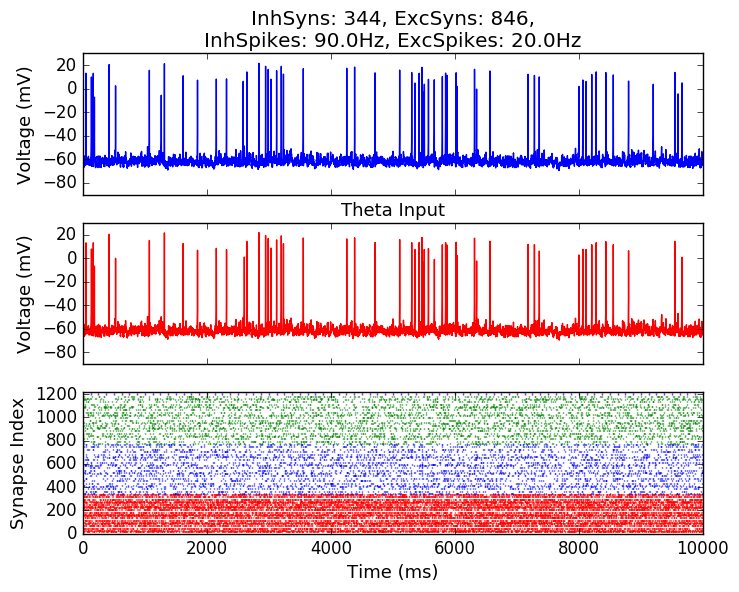 InhSyns: 344, ExcSyns: 846,
InhSpikes: 90.0Hz, ExcSpikes: 20.0Hz
Voltage (mV)
20
0
−20
−40
−60
−80
Theta Input
Voltage (mV)
20
0
−20
−40
−60
−80
Synapse Index
1200
1000
800
600
400
200
0
0 2000 4000 6000 8000 10000
Time (ms)